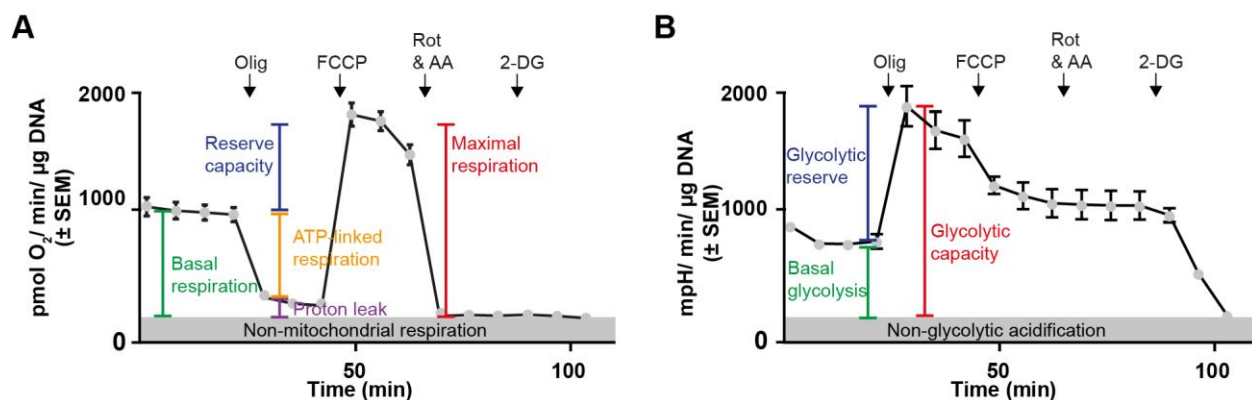 A
Olig
FCCP
Rot
& AA
2-DG
2000
1000
0
pmol O₂/ min/ µg DNA
(± SEM)
Reserve
capacity
Maximal
respiration
ATP-linked
respiration
Basal
respiration
Proton leak
Non-mitochondrial respiration
50
100
Time (min)
B
Olig
FCCP
Rot
& AA
2-DG
2000
1000
0
mpH/ min/ µg DNA
(± SEM)
Glycolytic
reserve
Glycolytic
capacity
Basal
glycolysis
Non-glycolytic acidification
50
100
Time (min)